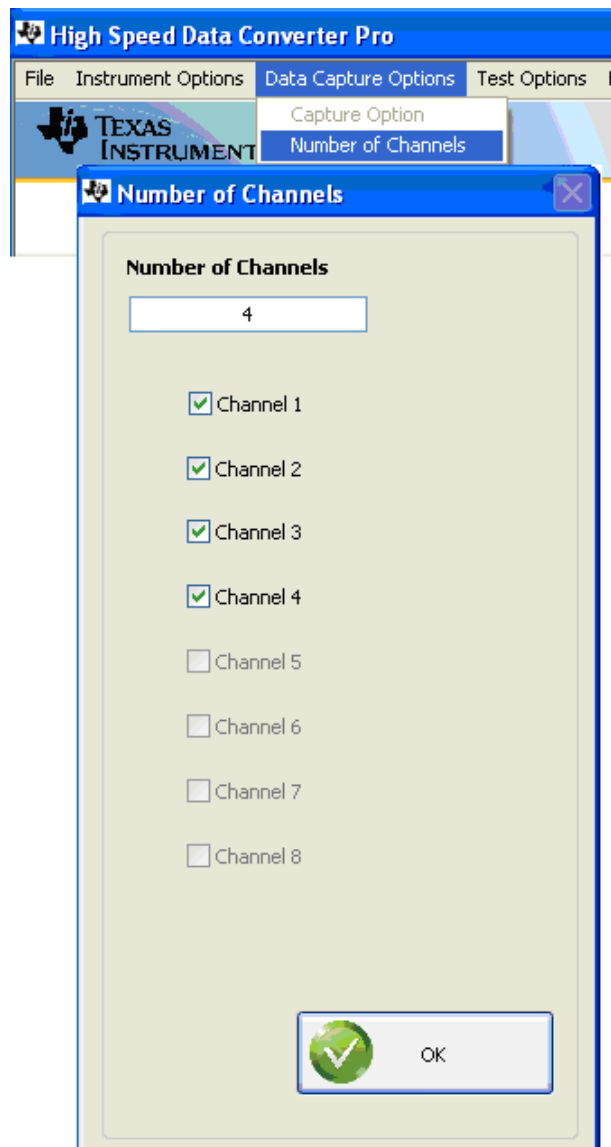 High Speed Data Converter Pro
File Instrument Options Data Capture Options Test Options
Capture Option
Number of Channels
TEXAS
INSTRUMENT
Number of Channels
Number of Channels
4
Channel 1
Channel 2
Channel 3
Channel 4
Channel 5
Channel 6
Channel 7
Channel 8
OK